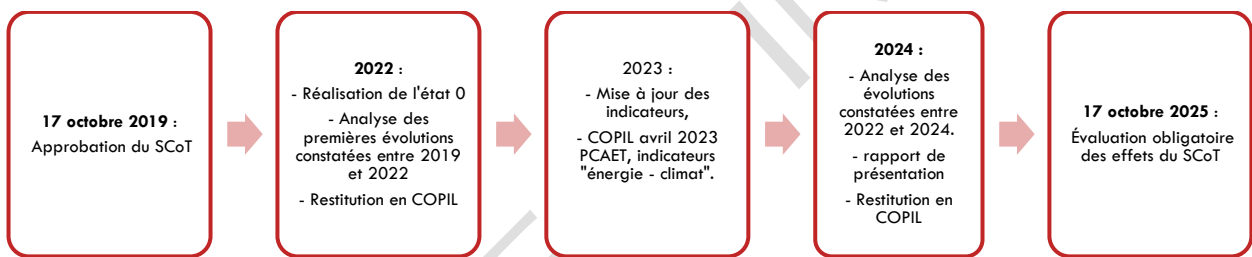 17 octobre 2019 :
Approbation du SCoT
2022 :
- Réalisation de l'état 0
- Analyse des
premières évolutions
constatées entre 2019
et 2022
- Restitution en COPIL
2023 :
- Mise à jour des
indicateurs,
- COPIL avril 2023
PCAET, indicateurs
"énergie - climat".
2024 :
- Analyse des
évolutions
constatées entre
2022 et 2024.
- rapport de
présentation
- Restitution en
COPIL
17 octobre 2025 :
Évaluation obligatoire
des effets du SCoT